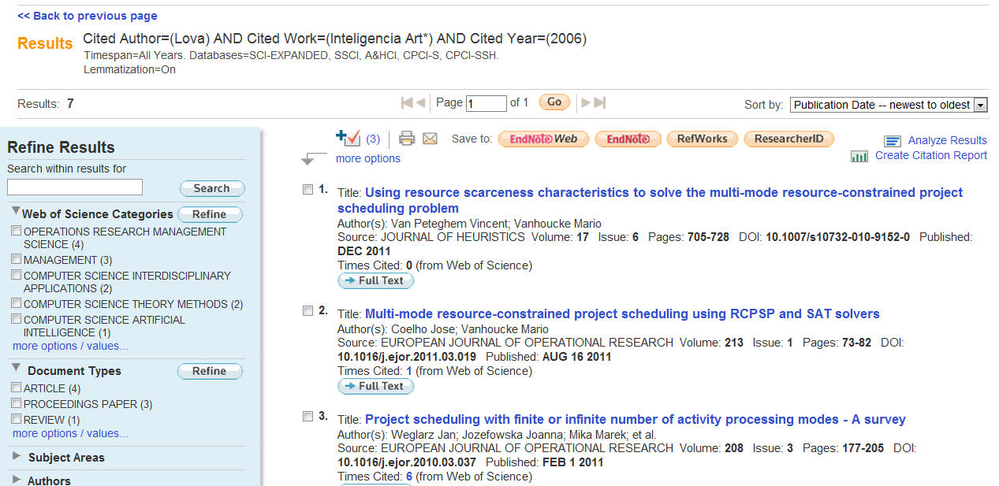 << Back to previous page
Results Cited Author=(Lova) AND Cited Work=(Inteligencia Art*) AND Cited Year=(2006)
Timespan=All Years. Databases=SCI-EXPANDED, SSCI, A&HCI, CPCI-S, CPCI-SSH.
Lemmatization=On
Results: 7 Page 1 of 1 Go Sort by: Publication Date -- newest to oldest
Refine Results
Search within results for
Search
Web of Science Categories Refine
OPERATIONS RESEARCH MANAGEMENT
SCIENCE (4)
MANAGEMENT (3)
COMPUTER SCIENCE INTERDISCIPLINARY
APPLICATIONS (2)
COMPUTER SCIENCE THEORY METHODS (2)
COMPUTER SCIENCE ARTIFICIAL
INTELLIGENCE (1)
more options / values...
Document Types Refine
ARTICLE (4)
PROCEEDINGS PAPER (3)
REVIEW (1)
more options / values...
Subject Areas
Authors
(3) Save to: EndNote Web EndNote RefWorks ResearcherID
more options
Analyze Results
Create Citation Report
1. Title: Using resource scarceness characteristics to solve the multi-mode resource-constrained project
scheduling problem
Author(s): Van Peteghem Vincent; Vanhoucke Mario
Source: JOURNAL OF HEURISTICS Volume: 17 Issue: 6 Pages: 705-728 DOI: 10.1007/s10732-010-9152-0 Published:
DEC 2011
Times Cited: 0 (from Web of Science)
Full Text
2. Title: Multi-mode resource-constrained project scheduling using RCPSP and SAT solvers
Author(s): Coelho Jose; Vanhoucke Mario
Source: EUROPEAN JOURNAL OF OPERATIONAL RESEARCH Volume: 213 Issue: 1 Pages: 73-82 DOI:
10.1016/j.ejor.2011.03.019 Published: AUG 16 2011
Times Cited: 1 (from Web of Science)
Full Text
3. Title: Project scheduling with finite or infinite number of activity processing modes - A survey
Author(s): Weglarz Jan; Jozefowska Joanna; Mika Marek; et al.
Source: EUROPEAN JOURNAL OF OPERATIONAL RESEARCH Volume: 208 Issue: 3 Pages: 177-205 DOI:
10.1016/j.ejor.2010.03.037 Published: FEB 1 2011
Times Cited: 6 (from Web of Science)